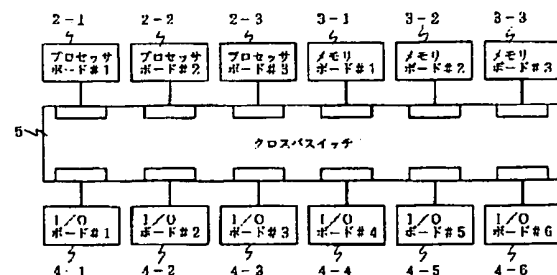 2-1 2-2 2-3 3-1 3-2 3-3
プロセッサ プロセッサ プロセッサ メモリ メモリ メモリ
ボード#1 ボード#2 ボード#3 ボード#1 ボード#2 ボード#3
5
クロスバスイッチ
I/O I/O I/O I/O I/O I/O
ボード#1 ボード#2 ボード#3 ボード#4 ボード#5 ボード#6
4-1 4-2 4-3 4-4 4-5 4-6